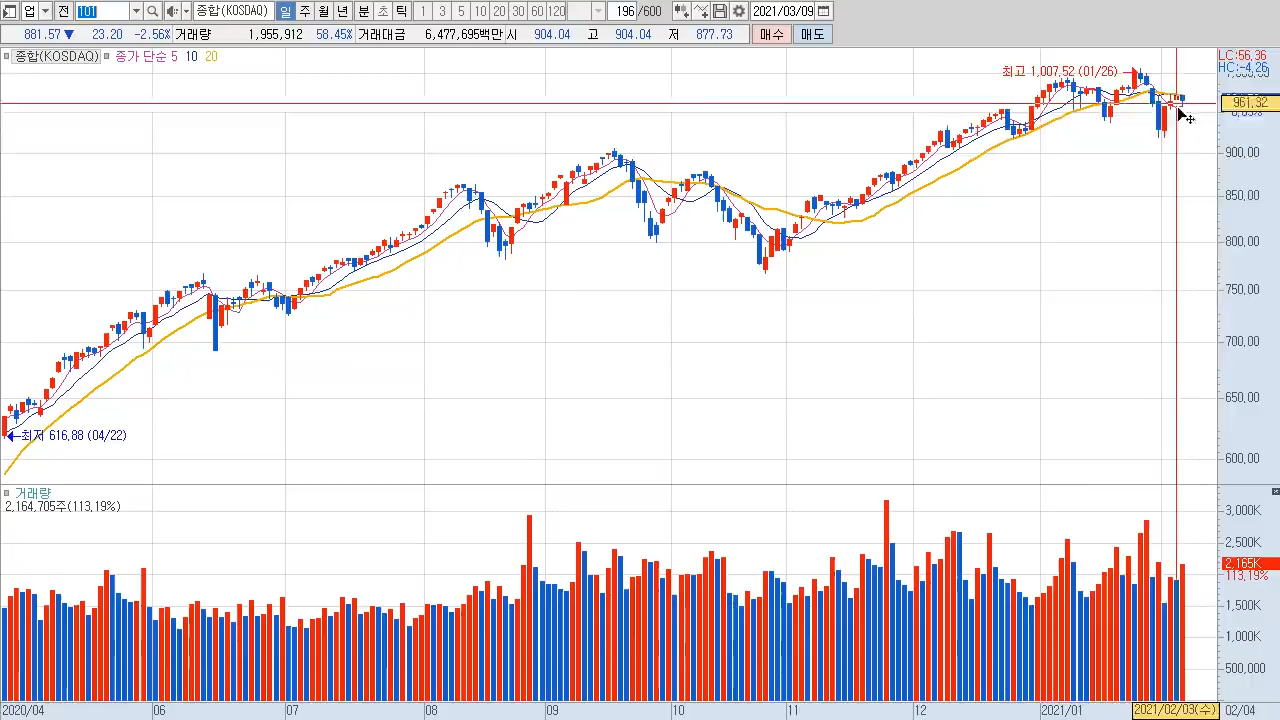 업 전 101 종합(KOSDAQ) 일 주 월 년 분 초 틱 1 3 5 10 20 30 60 120 196 /600 2021/03/09
881.57▼ 23.20 -2.56% 거래량 1,955,912 58.45% 거래대금 6,477,695백만 시 904.04 고 904.04 저 877.73 매수 매도
종합(KOSDAQ) 종가 단순 5 10 20
LC:56.36
HC:-4.26
최고 1,007.52 (01/26)
961.32
900.00
850.00
800.00
750.00
700.00
650.00
최저 616.88 (04/22)
600.00
거래량
2,164,705주(113.19%)
3,000K
2,500K
2,165K
113.19%
1,500K
1,000K
500,000
2020/04 06 07 08 09 10 11 12 2021/01 2021/02/03(수) 02/04